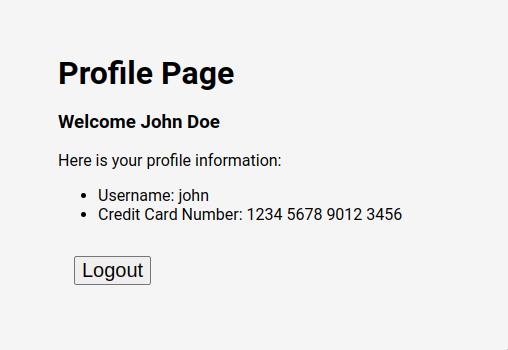 Profile Page
Welcome John Doe
Here is your profile information:
Username: john
Credit Card Number: 1234 5678 9012 3456
Logout